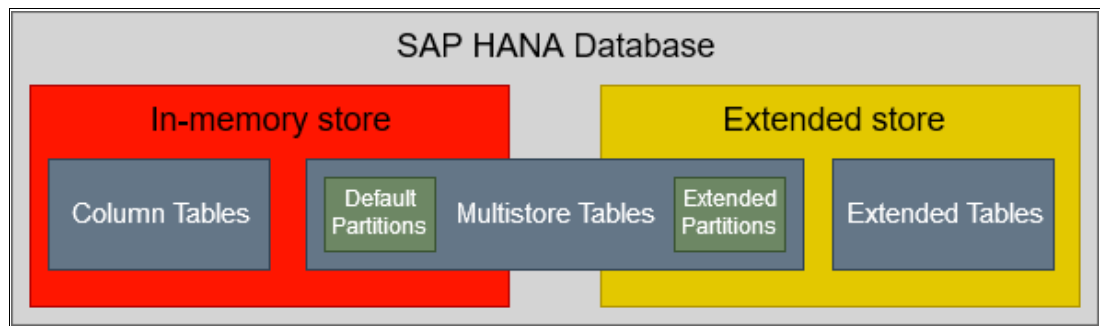 SAP HANA Database
In-memory store
Extended store
Column Tables
Default
Partitions
Multistore Tables
Extended
Partitions
Extended Tables